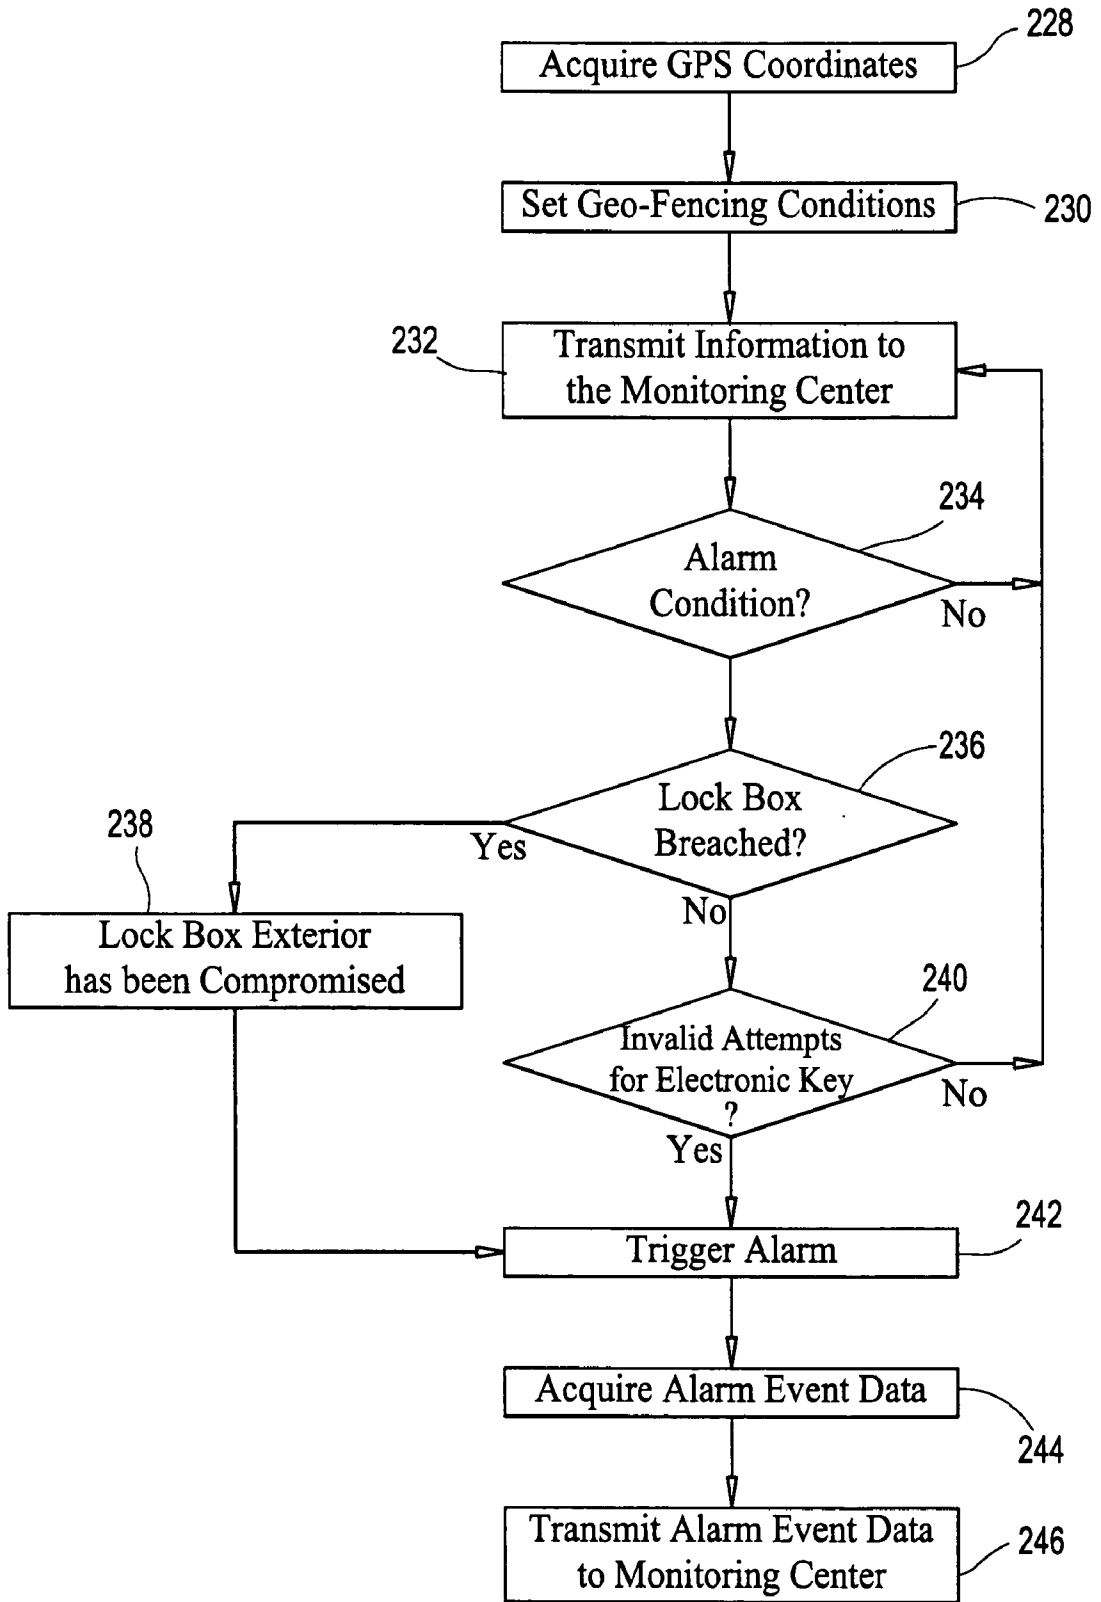 228
Acquire GPS Coordinates
Set Geo-Fencing Conditions
230
232
Transmit Information to
the Monitoring Center
234
Alarm
Condition?
No
236
Lock Box
Breached?
Yes
No
238
Lock Box Exterior
has been Compromised
240
Invalid Attempts
for Electronic Key
?
No
Yes
242
Trigger Alarm
Acquire Alarm Event Data
244
Transmit Alarm Event Data
to Monitoring Center
246